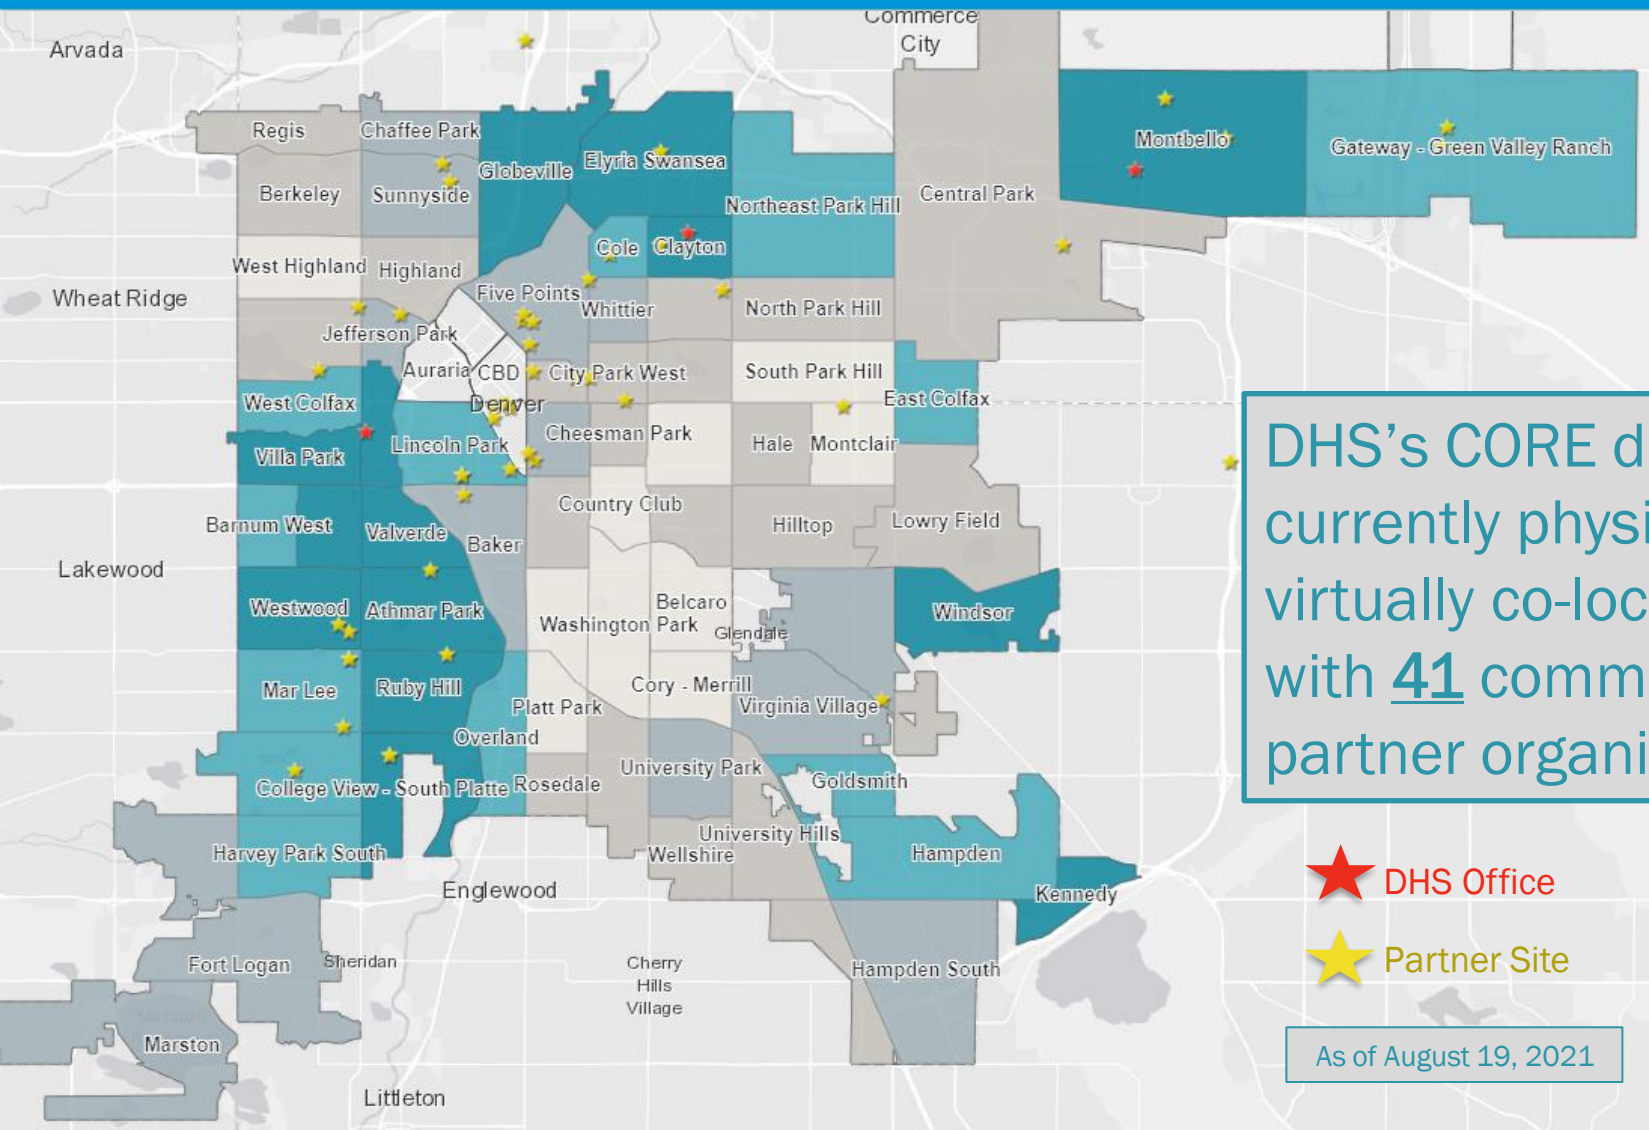 Commerce
City
Arvada
Regis
Chaffee Park
Globeville
Elyria Swansea
Montbello
Gateway - Green Valley Ranch
Berkeley
Sunnyside
Northeast Park Hill
Central Park
West Highland
Highland
Cole
Clayton
Wheat Ridge
Five Points
Whittier
North Park Hill
Jefferson Park
Auraria
CBD
City Park West
South Park Hill
West Colfax
Denver
East Colfax
Villa Park
Lincoln Park
Cheesman Park
Hale
Montclair
Barnum West
Valverde
Baker
Country Club
Hilltop
Lowry Field
Lakewood
Westwood
Athmar Park
Washington Park
Belcaro
Glendale
Windsor
Mar Lee
Ruby Hill
Platt Park
Cory - Merrill
Virginia Village
Overland
College View - South Platte
Rosedale
University Park
Goldsmith
Harvey Park South
Wellshire
University Hills
Hampden
Englewood
Kennedy
Fort Logan
Sheridan
Cherry
Hills
Village
Hampden South
Marston
Littleton
DHS's CORE d
currently physi
virtually co-loc
with 41 comm
partner organi
DHS Office
Partner Site
As of August 19, 2021